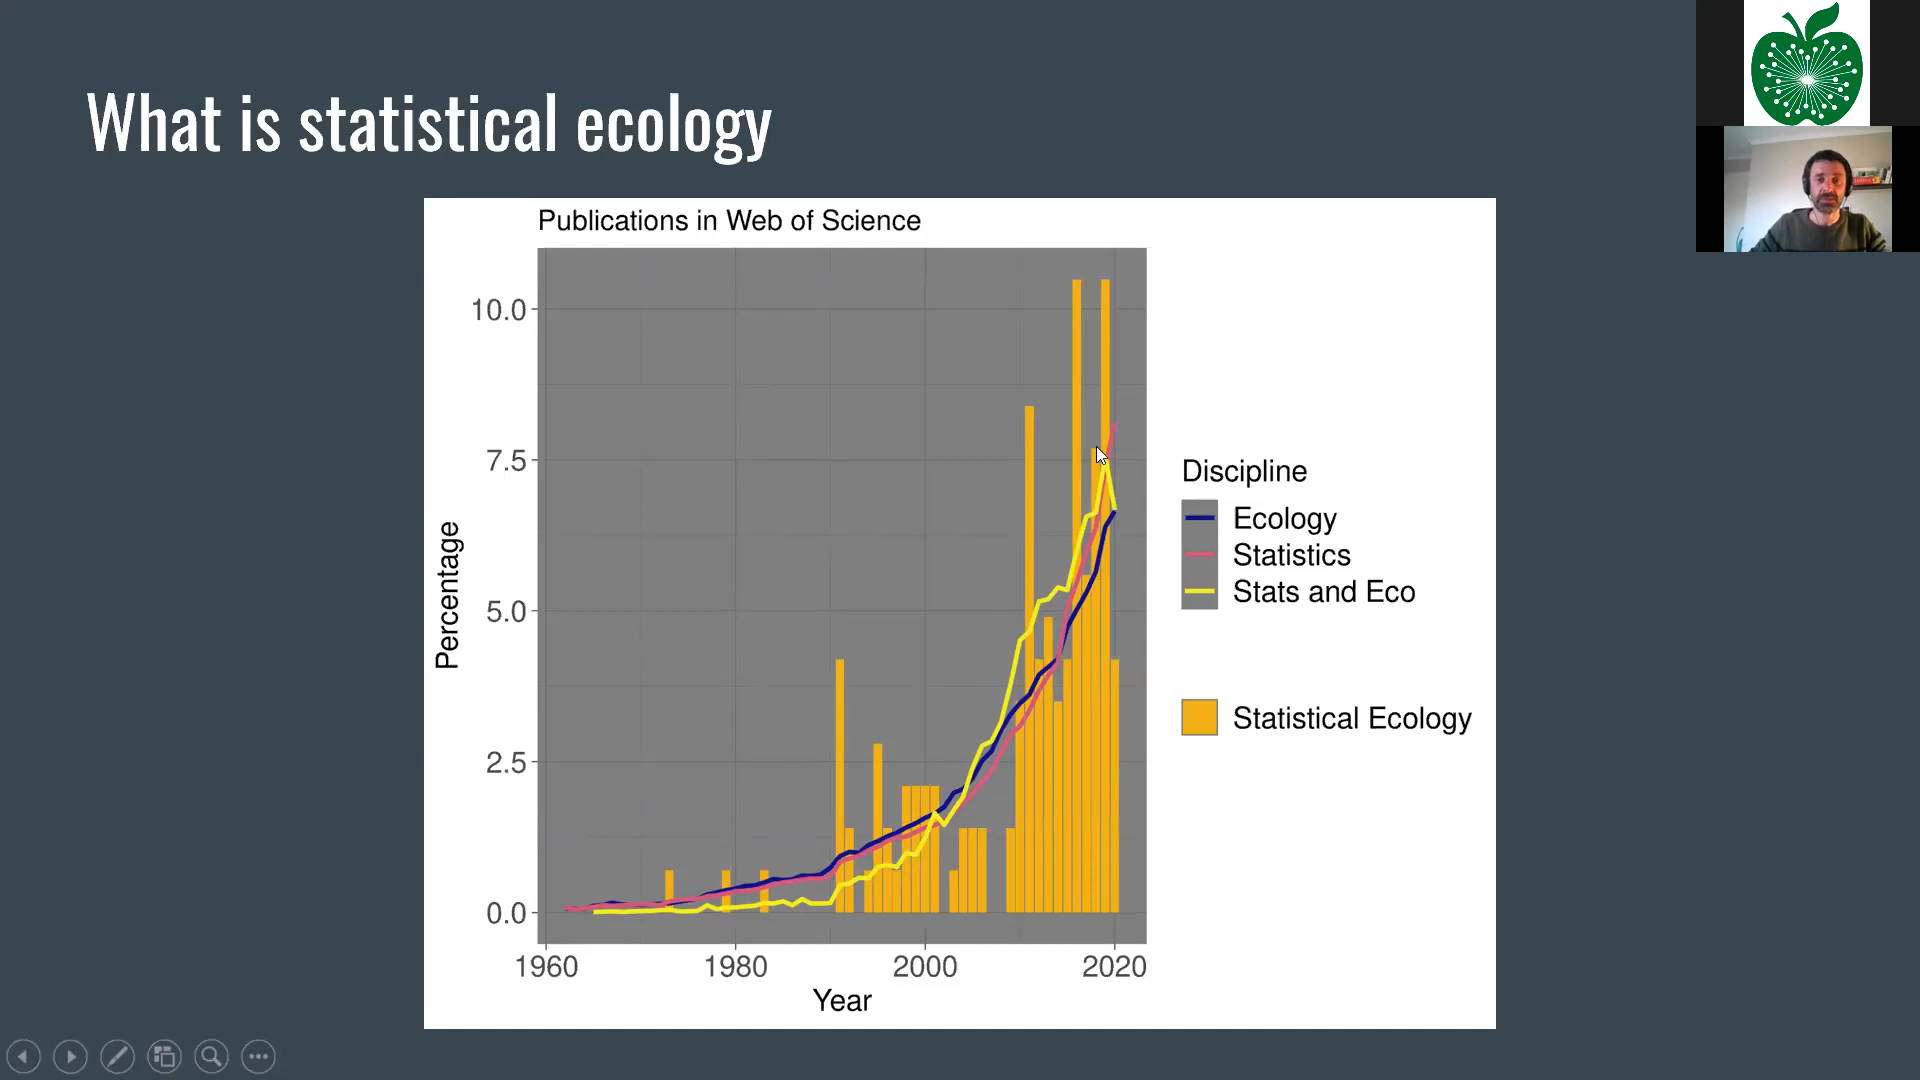 What is statistical ecology
Publications in Web of Science
10.0
7.5
5.0
2.5
0.0
Percentage
1960
1980
2000
2020
Year
Discipline
Ecology
Statistics
Stats and Eco
Statistical Ecology